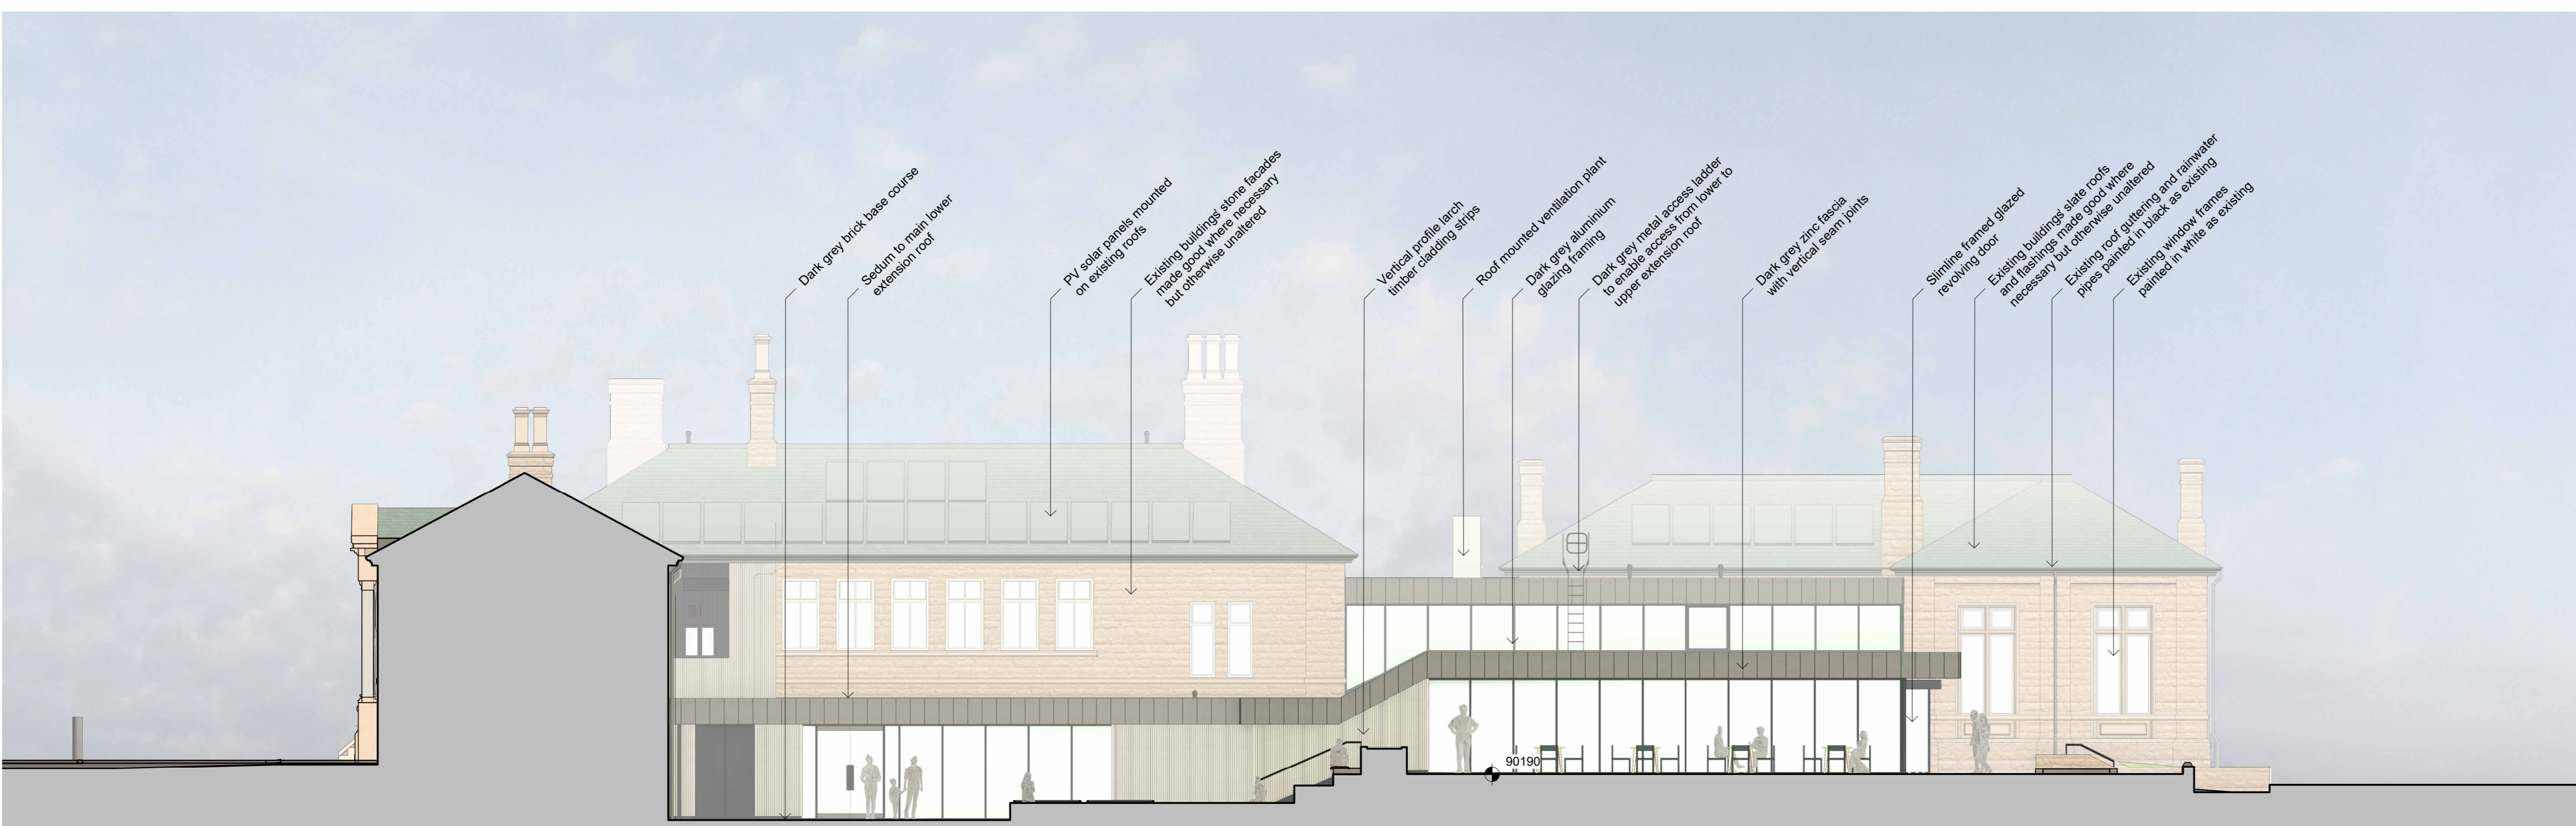 Dark grey brick base course
Sedum to main lower
extension roof
PV solar panels mounted
on existing roofs
Existing buildings' stone facades
made good where necessary
but otherwise unaltered
Vertical profile larch
timber cladding strips
Roof mounted ventilation plant
Dark grey aluminium
glazing framing
Dark grey metal access ladder
to enable access from lower to
upper extension roof
Dark grey zinc fascia
with vertical seam joints
Slimline framed glazed
revolving door
Existing buildings slate roofs
and flashings made good where
necessary but otherwise unaltered
Existing roof guttering and rainwater
pipes painted in black as existing
Existing window frames
painted in white as existing
90190